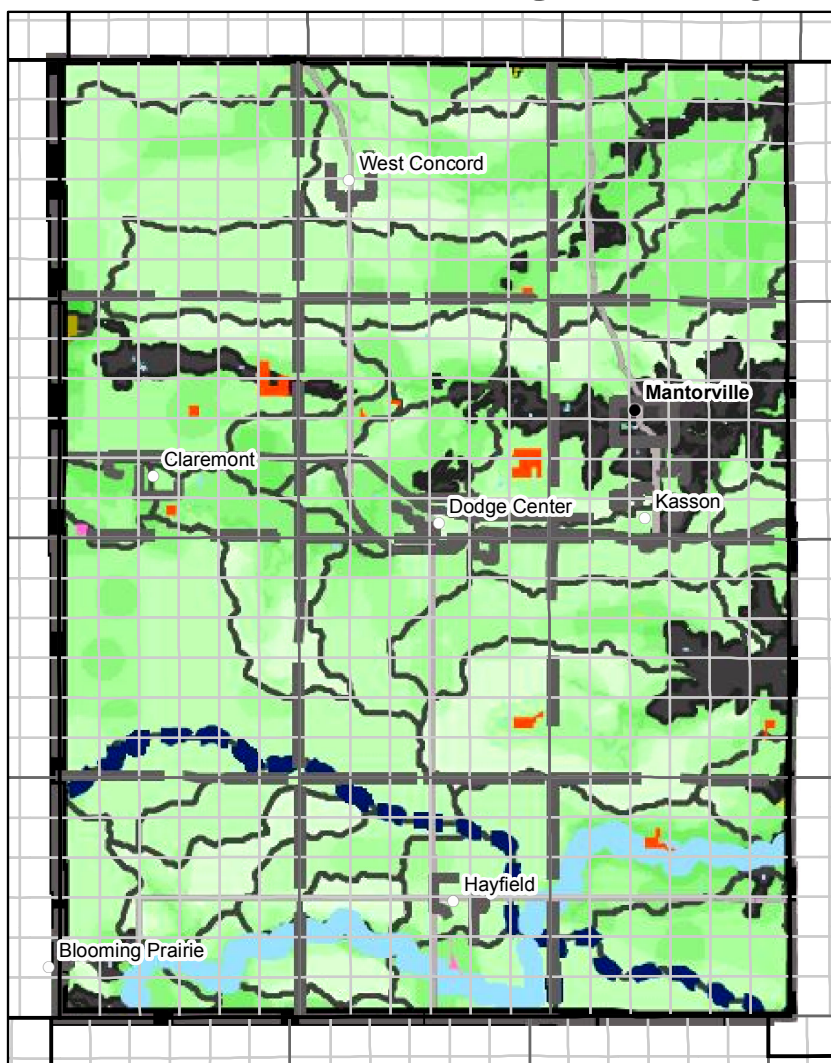 West Concord
Mantorville
Claremont
Dodge Center
Kasson
Hayfield
Blooming Prairie